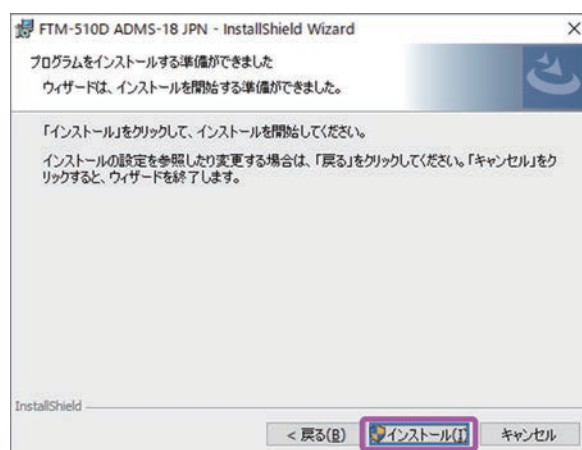 FTM-510D ADMS-18 JPN - InstallShield Wizard
プログラムをインストールする準備ができました
ウィザードは、インストールを開始する準備ができました。
「インストール」をクリックして、インストールを開始してください。
インストールの設定を参照したり変更する場合は、「戻る」をクリックしてください。「キャンセル」をク
リックすると、ウィザードを終了します。
InstallShield
< 戻る(B) インストール(I) キャンセル